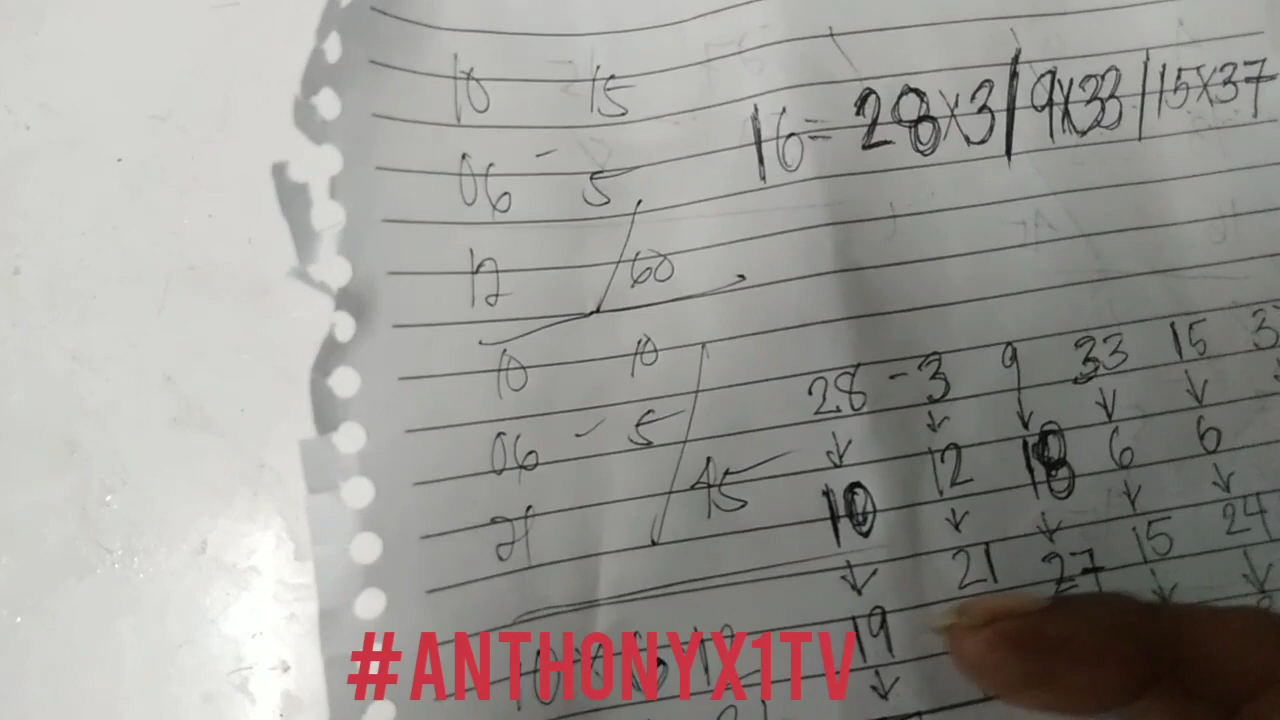 10 15
16= 28x3/9x33/15x37
06 - 5
12 /60
10 10
28 - 3 9 33 15
06 - 5
10 12 18 6 6
21 45
21 27 15 24
19
#ANTHONYX1TV